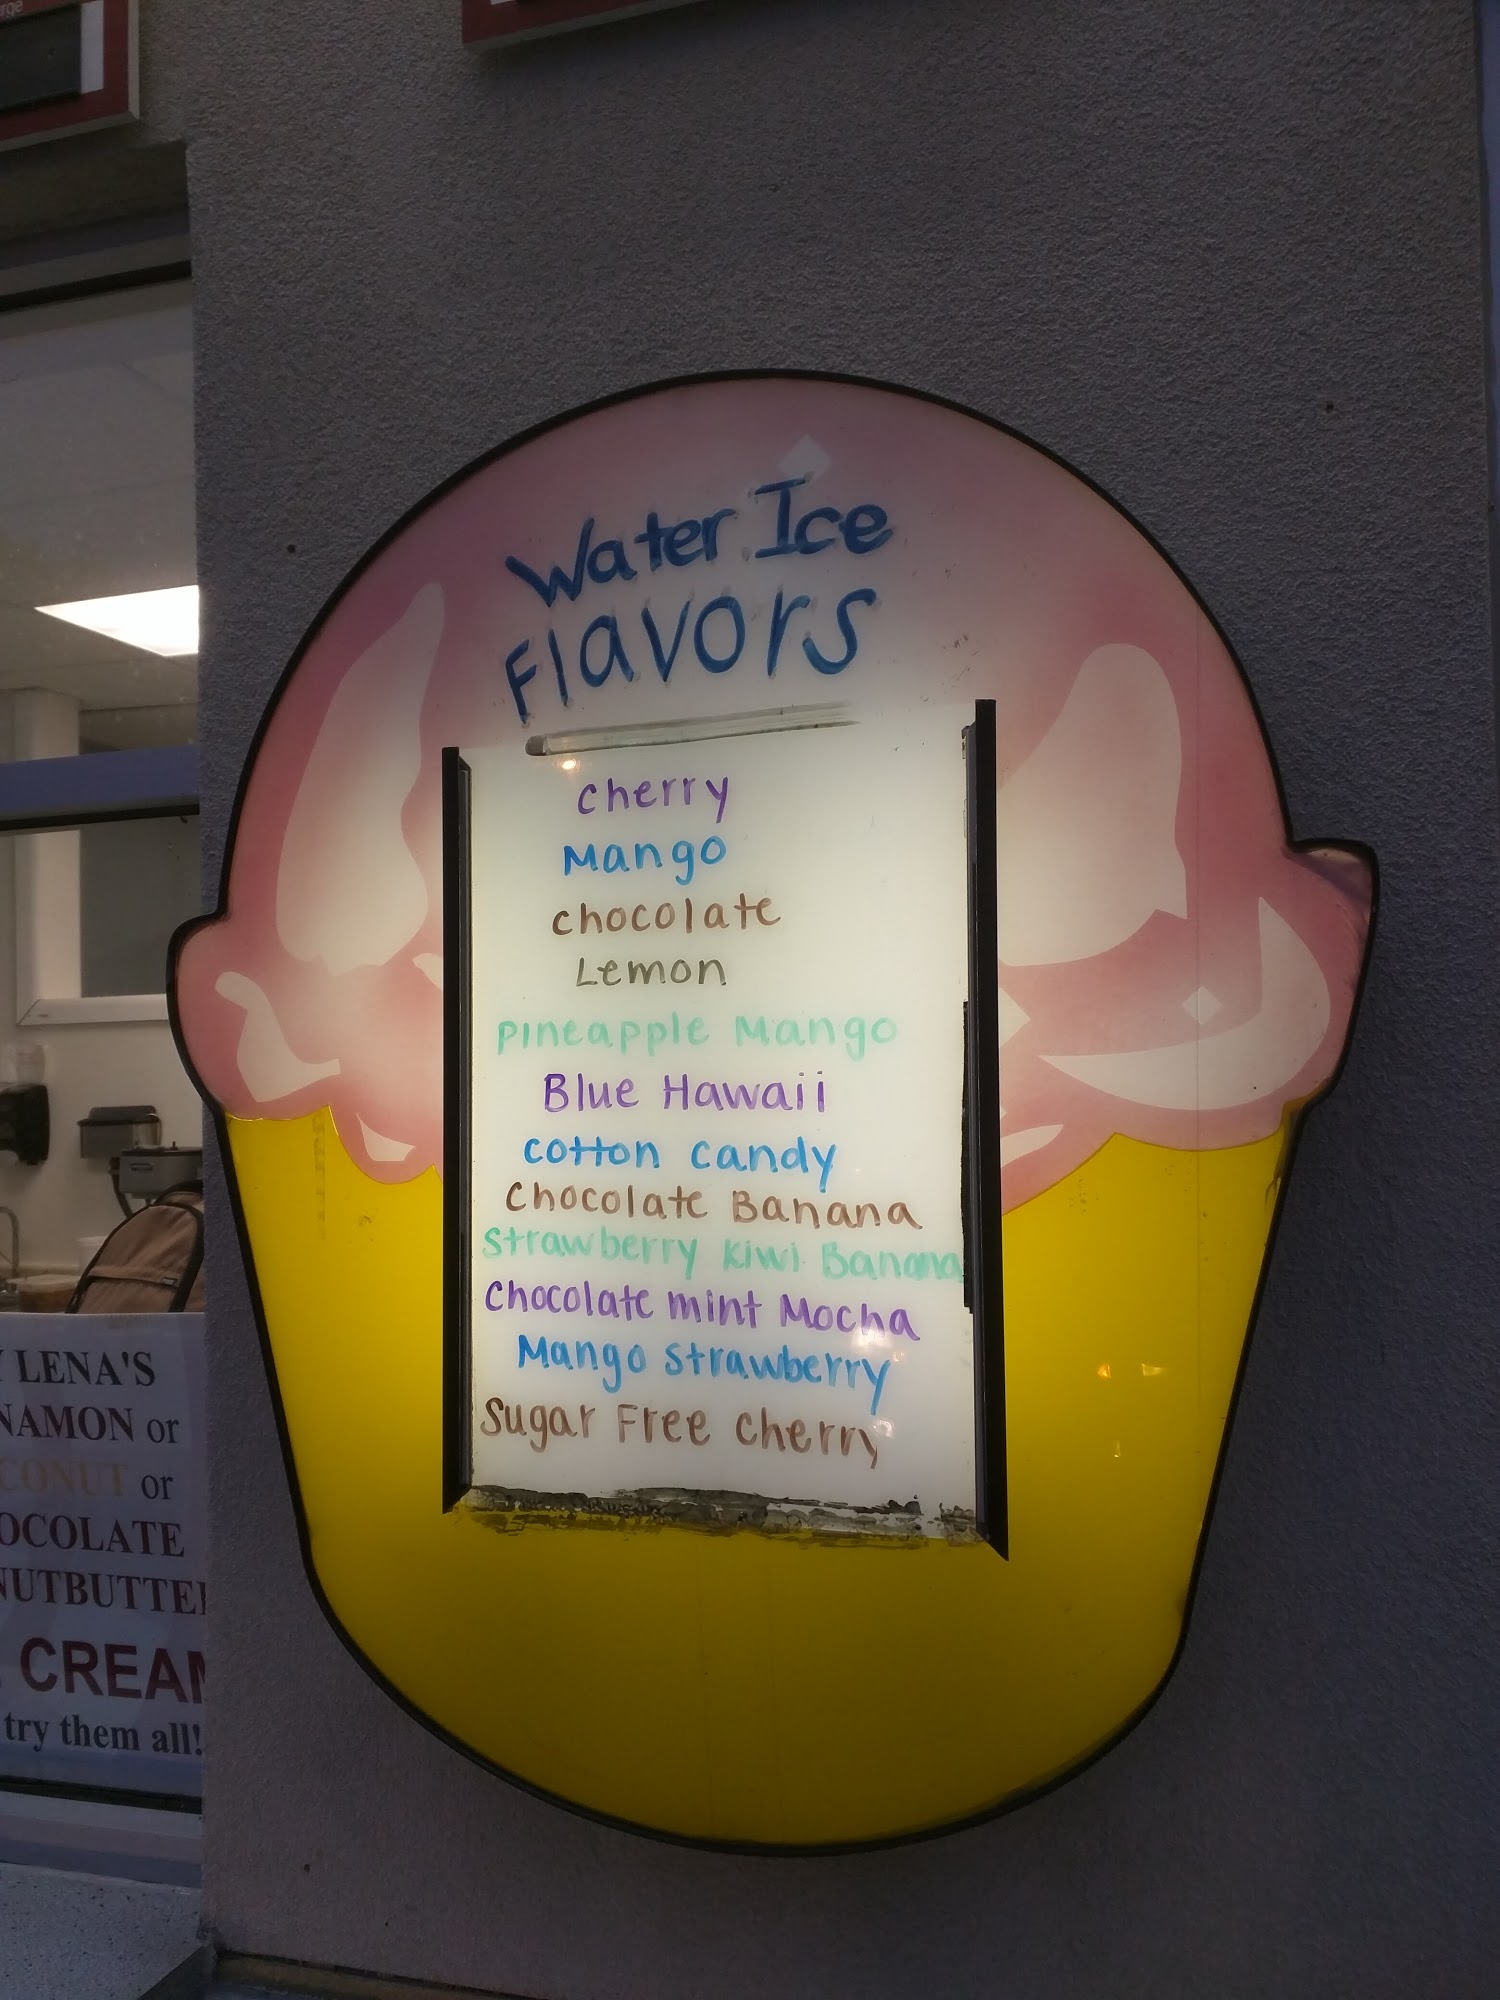 Water Ice
Flavors
Cherry
Mango
Chocolate
Lemon
Pineapple Mango
Blue Hawaii
Cotton Candy
Chocolate Banana
Strawberry Kiwi Banana
Chocolate mint Mocha
Mango Strawberry
Sugar Free Cherry
LENA'S
NAMON or
CONUT or
OCOLATE
NUTBUTTE
CREAM
try them all!